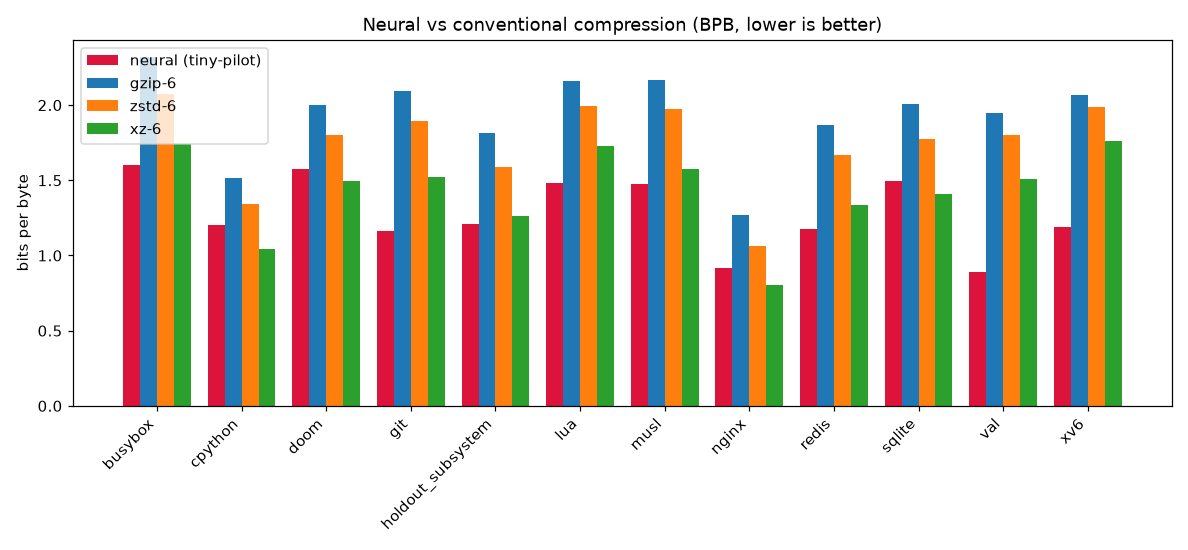 Neural vs conventional compression (BPB, lower is better)
neural (tiny-pilot)
gzip-6
zstd-6
xz-6
bits per byte
2.0
1.5
1.0
0.5
0.0
busybox
cpython
doom
git
holdout_subsystem
lua
musl
nginx
redis
sqlite
val
xv6